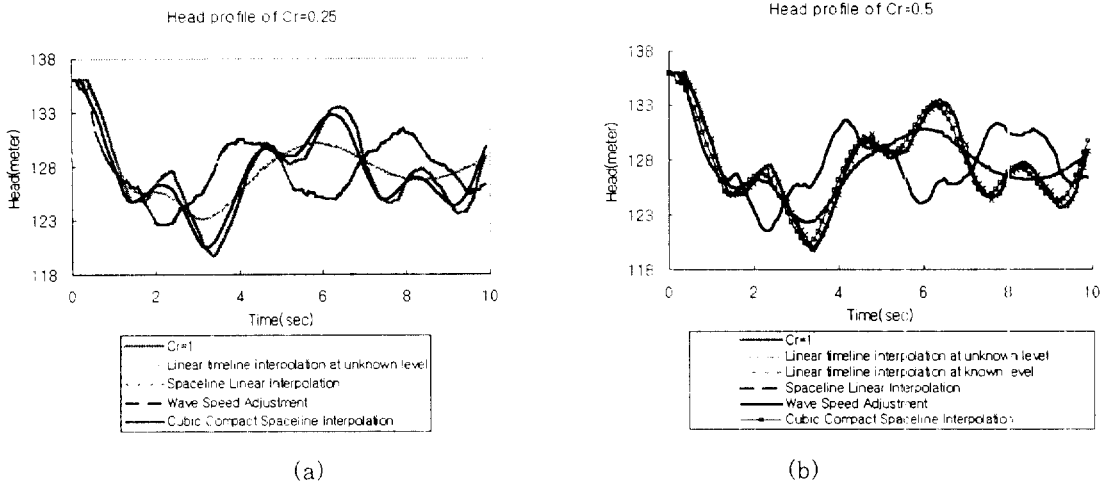 Head profile of Cr=0.25
138
133
128
123
118
Head(meter)
0 2 4 6 8 10
Time(sec)
Cr=1
Linear timeline interpolation at unknown level
Spaceline Linear Interpolation
Wave Speed Adjustment
Cubic Compact Spaceline Interpolation
(a)
Head profile of Cr=0.5
138
133
128
123
118
Head(meter)
0 2 4 6 8 10
Time(sec)
Cr=1
Linear timeline interpolation at unknown level
Linear timeline interpolation at known level
Spaceline Linear Interpolation
Wave Speed Adjustment
Cubic Compact Spaceline Interpolation
(b)